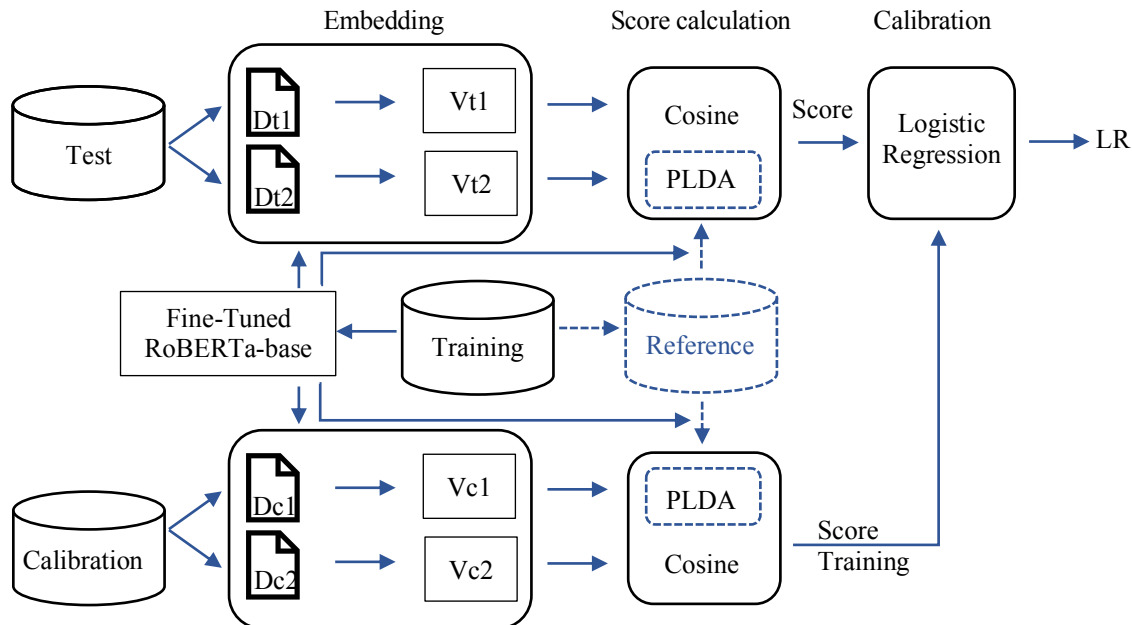 Embedding
Score calculation
Calibration
Test
Dt1
Vt1
Dt2
Vt2
Cosine
PLDA
Score
Logistic
Regression
LR
Fine-Tuned
RoBERTa-base
Training
Reference
Calibration
Dc1
Vc1
Dc2
Vc2
PLDA
Cosine
Score
Training